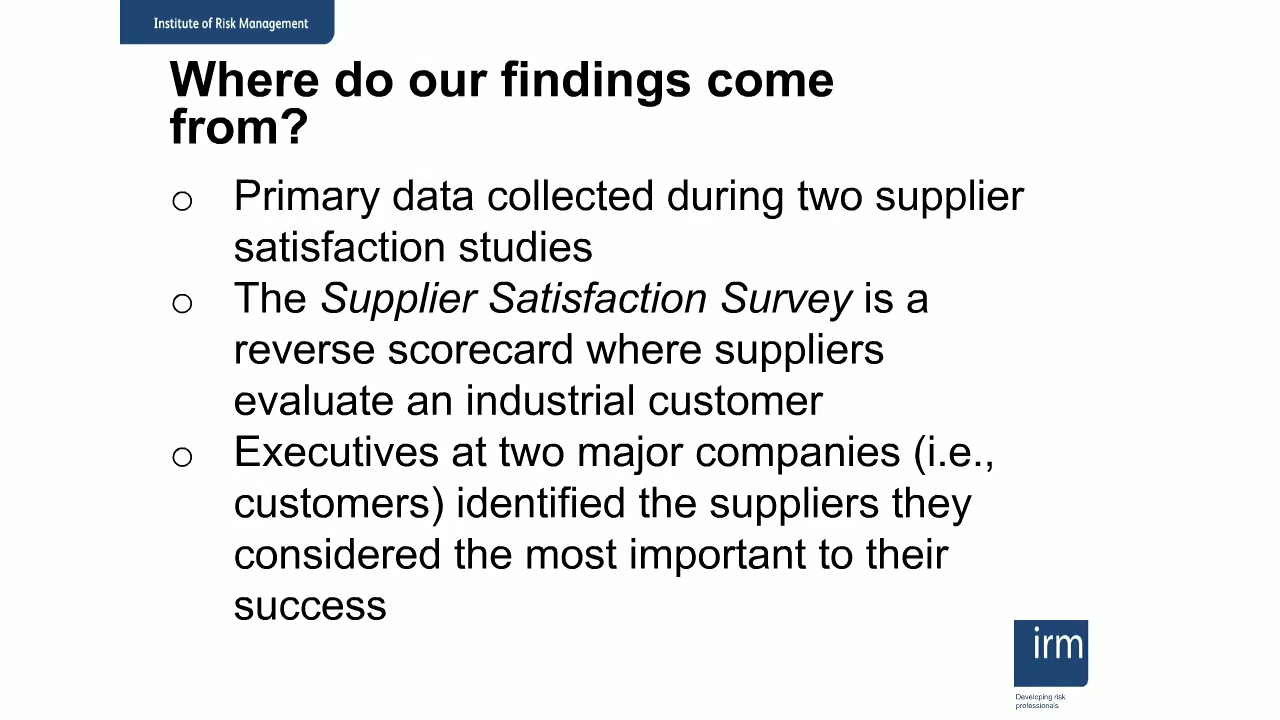 Institute of Risk Management
Where do our findings come
from?
o Primary data collected during two supplier
satisfaction studies
o The Supplier Satisfaction Survey is a
reverse scorecard where suppliers
evaluate an industrial customer
o Executives at two major companies (i.e.,
customers) identified the suppliers they
considered the most important to their
success
irm
Developing risk
professionals